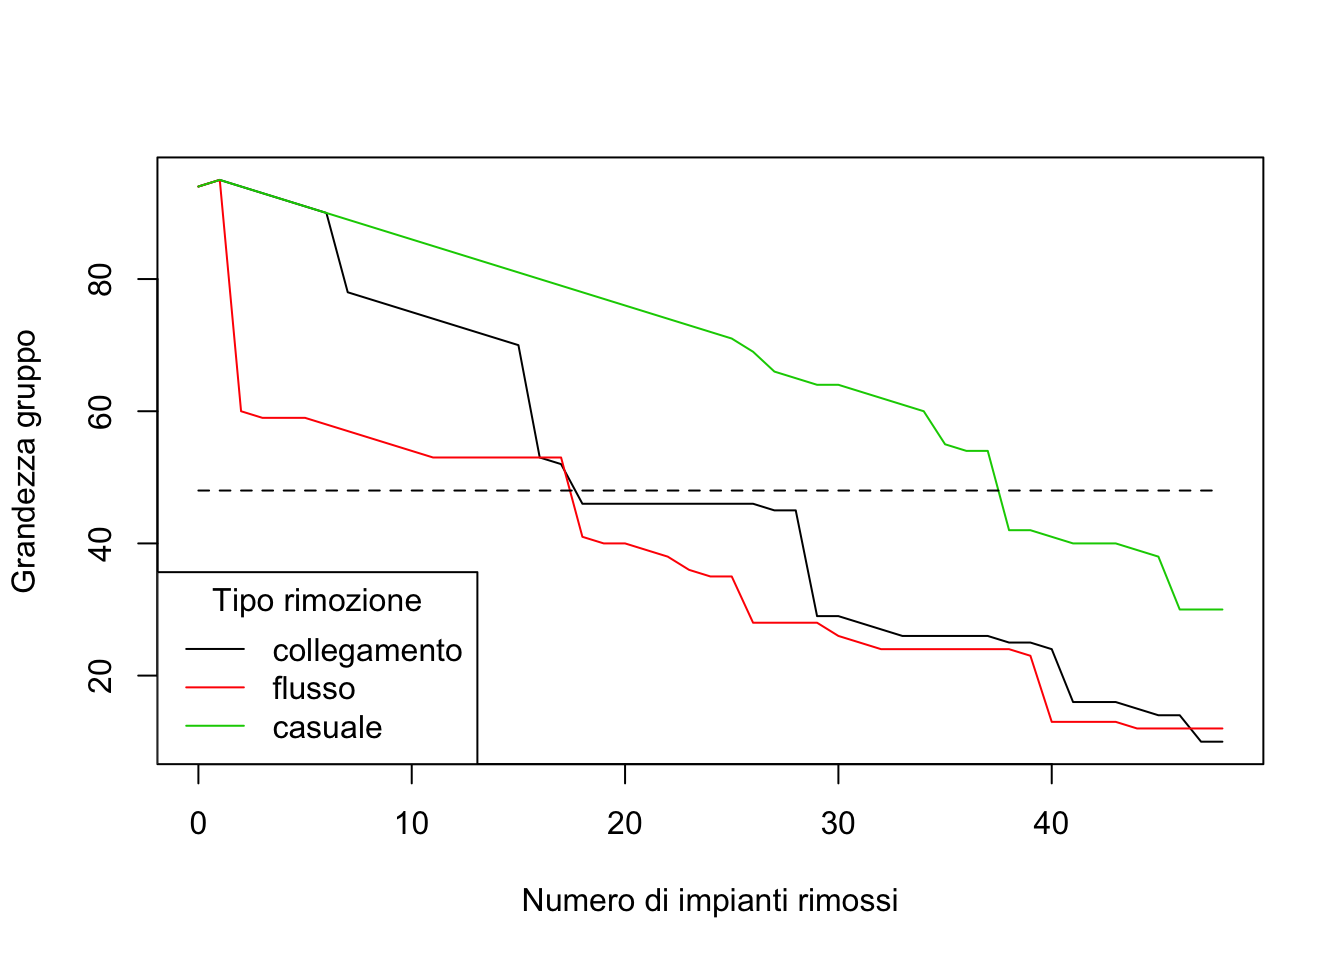 Grandezza gruppo
80
60
40
20
Tipo rimozione
collegamento
flusso
casuale
0 10 20 30 40
Numero di impianti rimossi